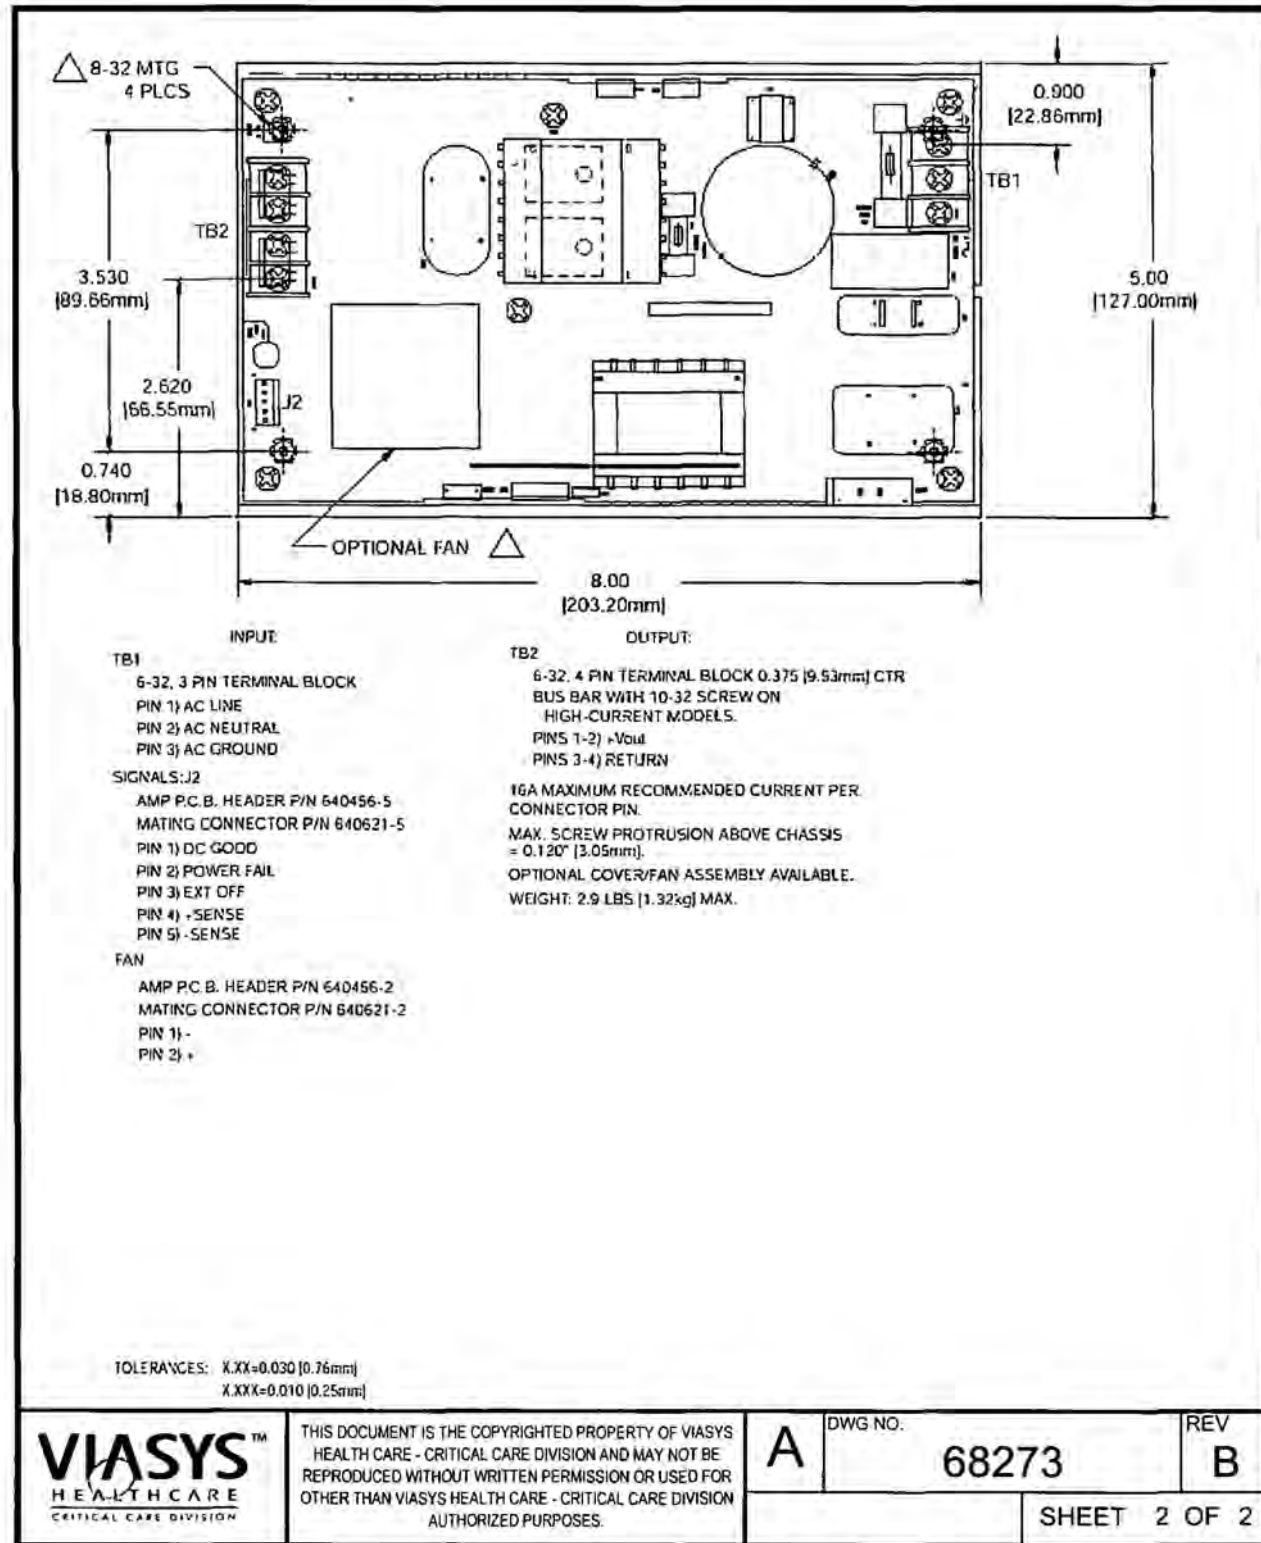 8-32 MTG
4 PLCS
0.900
[22.86mm]
TB1
TB2
3.530
[89.66mm]
5.00
[127.00mm]
2.620
[66.55mm]
J2
0.740
[18.80mm]
OPTIONAL FAN
8.00
[203.20mm]
INPUT:
TB1
6-32, 3 PIN TERMINAL BLOCK
PIN 1) AC LINE
PIN 2) AC NEUTRAL
PIN 3) AC GROUND
SIGNALS: J2
AMP P.C.B. HEADER P/N 640456-5
MATING CONNECTOR P/N 640621-5
PIN 1) DC GOOD
PIN 2) POWER FAIL
PIN 3) EXT OFF
PIN 4) +SENSE
PIN 5) -SENSE
FAN
AMP P.C.B. HEADER P/N 640456-2
MATING CONNECTOR P/N 640621-2
PIN 1) -
PIN 2) +
OUTPUT:
TB2
6-32, 4 PIN TERMINAL BLOCK 0.375 [9.53mm] CTR
BUS BAR WITH 10-32 SCREW ON
HIGH-CURRENT MODELS.
PINS 1-2) +Vout
PINS 3-4) RETURN
16A MAXIMUM RECOMMENDED CURRENT PER
CONNECTOR PIN.
MAX. SCREW PROTRUSION ABOVE CHASSIS
= 0.120" [3.05mm].
OPTIONAL COVER/FAN ASSEMBLY AVAILABLE.
WEIGHT: 2.9 LBS [1.32kg] MAX.
TOLERANCES: X.XX=0.030 [0.76mm]
X.XXX=0.010 [0.25mm]
VIASYS™
HEALTHCARE
CRITICAL CARE DIVISION
THIS DOCUMENT IS THE COPYRIGHTED PROPERTY OF VIASYS
HEALTH CARE - CRITICAL CARE DIVISION AND MAY NOT BE
REPRODUCED WITHOUT WRITTEN PERMISSION OR USED FOR
OTHER THAN VIASYS HEALTH CARE - CRITICAL CARE DIVISION
AUTHORIZED PURPOSES.
A
DWG NO.
68273
REV
B
SHEET 2 OF 2